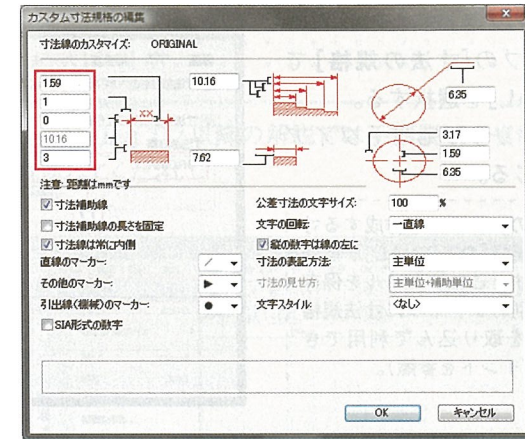 カスタム寸法規格の編集
寸法線のカスタマイズ: ORIGINAL
1.59
1
0
10.16
3
XX
10.16
7.62
6.35
3.17
1.59
6.35
注意: 距離はmmです
寸法補助線
寸法補助線の長さを固定
寸法線は常に内側
直線のマーカー:
その他のマーカー:
引出線(機械)のマーカー:
SIA形式の数字
公差寸法の文字サイズ: 100 %
文字の回転: 一直線
縦の数字は線の左に
寸法の表記方法: 主単位
寸法の見せ方: 主単位+補助単位
文字スタイル: <なし>
OK キャンセル